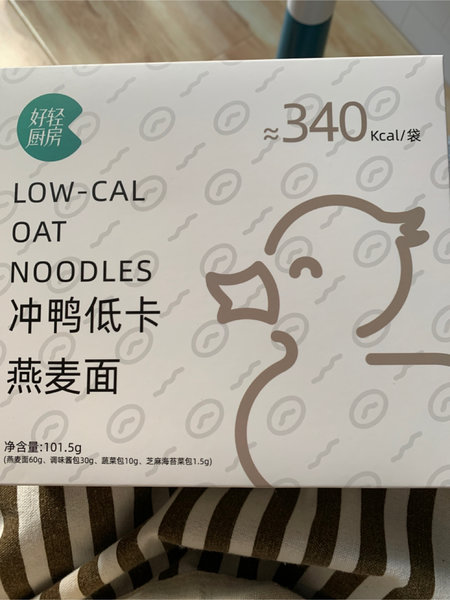 好轻
厨房
≈340Kcal/袋
LOW-CAL
OAT
NOODLES
冲鸭低卡
燕麦面
净含量:101.5g
(燕麦面60g、调味酱包30g、蔬菜包10g、芝麻海苔菜包1.5g)